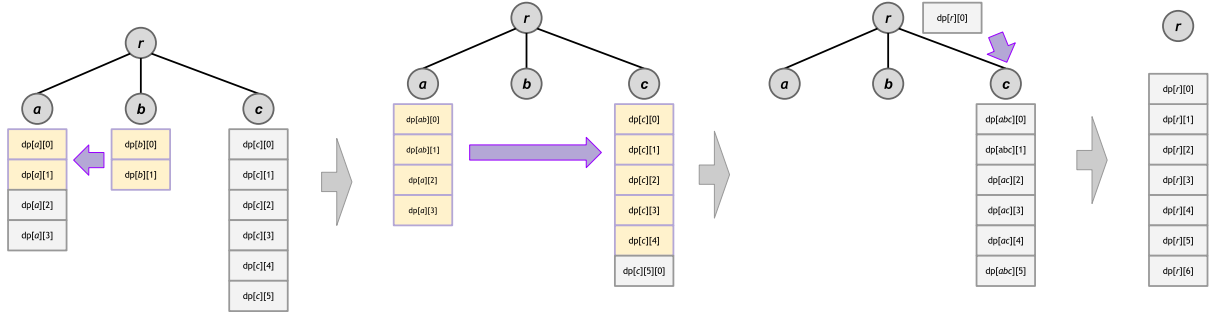 r
a
b
c
dp[a][0]
dp[a][1]
dp[a][2]
dp[a][3]
dp[b][0]
dp[b][1]
dp[c][0]
dp[c][1]
dp[c][2]
dp[c][3]
dp[c][4]
dp[c][5]
r
a
b
c
dp[ab][0]
dp[ab][1]
dp[a][2]
dp[a][3]
dp[c][0]
dp[c][1]
dp[c][2]
dp[c][3]
dp[c][4]
dp[c][5][0]
r
dp[r][0]
a
b
c
dp[abc][0]
dp[abc][1]
dp[ac][2]
dp[ac][3]
dp[ac][4]
dp[abc][5]
r
dp[r][0]
dp[r][1]
dp[r][2]
dp[r][3]
dp[r][4]
dp[r][5]
dp[r][6]